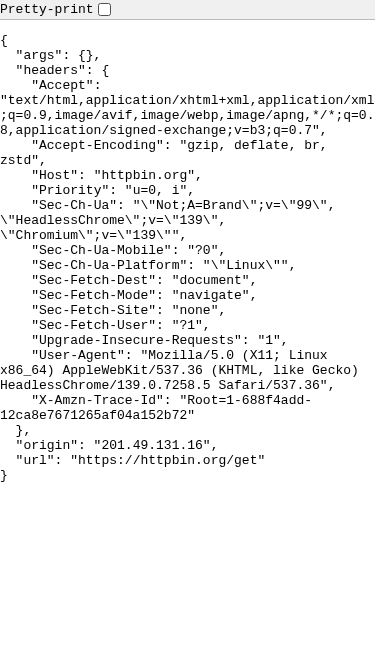 Pretty-print
{
  "args": {},
  "headers": {
    "Accept":
"text/html,application/xhtml+xml,application/xml
;q=0.9,image/avif,image/webp,image/apng,*/*;q=0.
8,application/signed-exchange;v=b3;q=0.7",
    "Accept-Encoding": "gzip, deflate, br,
zstd",
    "Host": "httpbin.org",
    "Priority": "u=0, i",
    "Sec-Ch-Ua": "\"Not;A=Brand\";v=\"99\",
\"HeadlessChrome\";v=\"139\",
\"Chromium\";v=\"139\"",
    "Sec-Ch-Ua-Mobile": "?0",
    "Sec-Ch-Ua-Platform": "\"Linux\"",
    "Sec-Fetch-Dest": "document",
    "Sec-Fetch-Mode": "navigate",
    "Sec-Fetch-Site": "none",
    "Sec-Fetch-User": "?1",
    "Upgrade-Insecure-Requests": "1",
    "User-Agent": "Mozilla/5.0 (X11; Linux
x86_64) AppleWebKit/537.36 (KHTML, like Gecko)
HeadlessChrome/139.0.7258.5 Safari/537.36",
    "X-Amzn-Trace-Id": "Root=1-688f4add-
12ca8e7671265af04a152b72"
  },
  "origin": "201.49.131.16",
  "url": "https://httpbin.org/get"
}